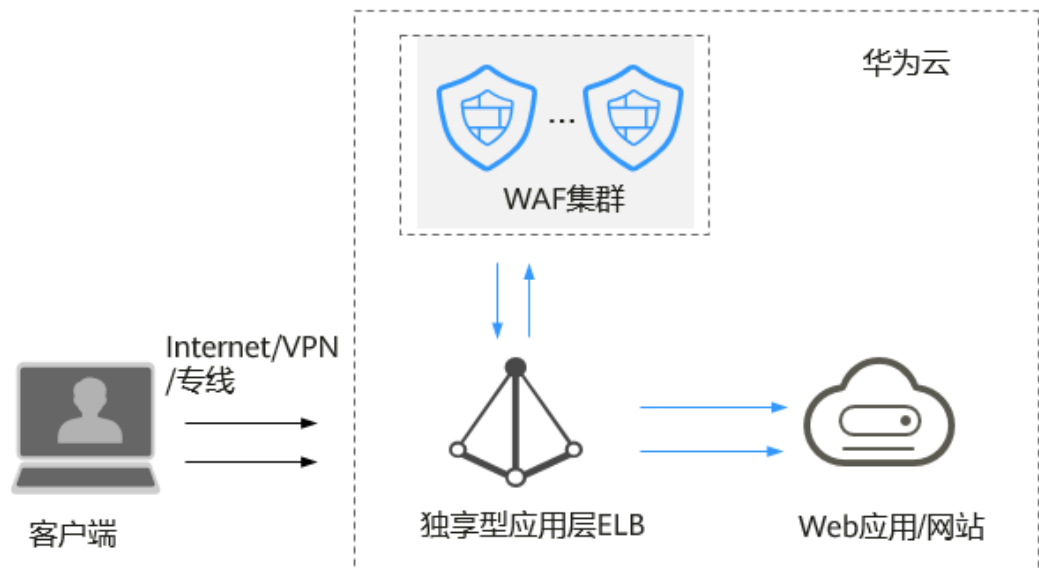 华为云
...
WAF集群
Internet/VPN
/专线
客户端
独享型应用层ELB
Web应用/网站